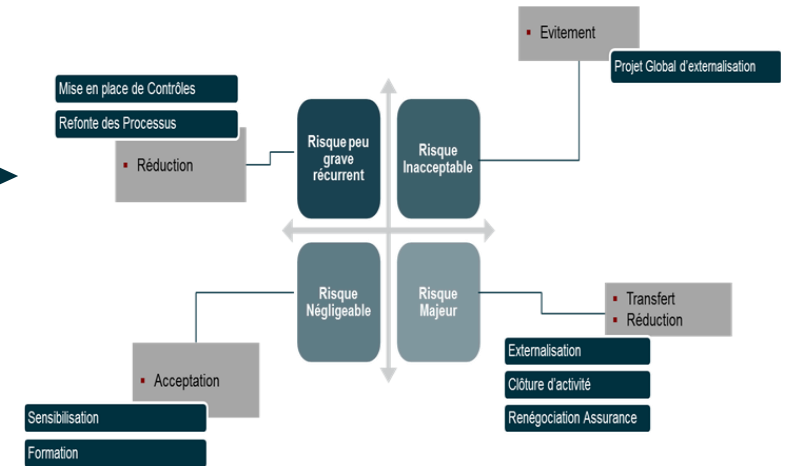 Evitement
Projet Global d'externalisation
Mise en place de Contrôles
Refonte des Processus
Réduction
Risque peu
grave
récurrent
Risque
Inacceptable
Risque
Négligeable
Risque
Majeur
Transfert
Réduction
Externalisation
Clôture d'activité
Renégociation Assurance
Acceptation
Sensibilisation
Formation